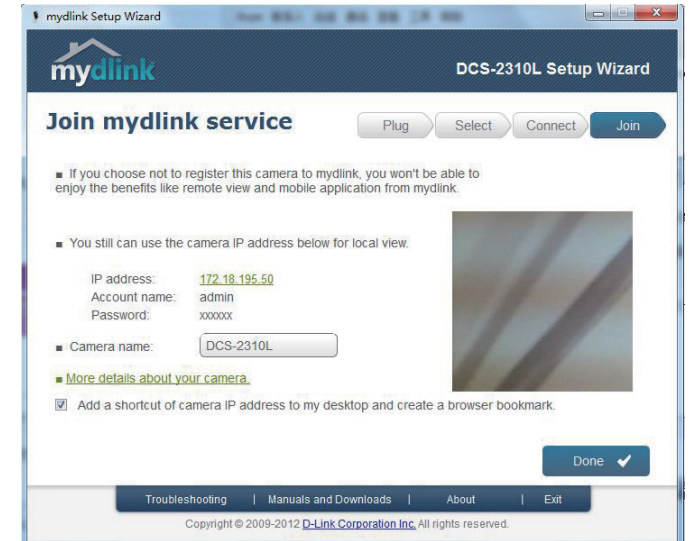 mydlink Setup Wizard
mydlink
DCS-2310L Setup Wizard
Join mydlink service
Plug
Select
Connect
Join
If you choose not to register this camera to mydlink, you won't be able to
enjoy the benefits like remote view and mobile application from mydlink.
You still can use the camera IP address below for local view.
IP address: 172.18.195.50
Account name: admin
Password: xxxxxx
Camera name: DCS-2310L
More details about your camera.
Add a shortcut of camera IP address to my desktop and create a browser bookmark.
Done
Troubleshooting | Manuals and Downloads | About | Exit
Copyright © 2009-2012 D-Link Corporation Inc. All rights reserved.